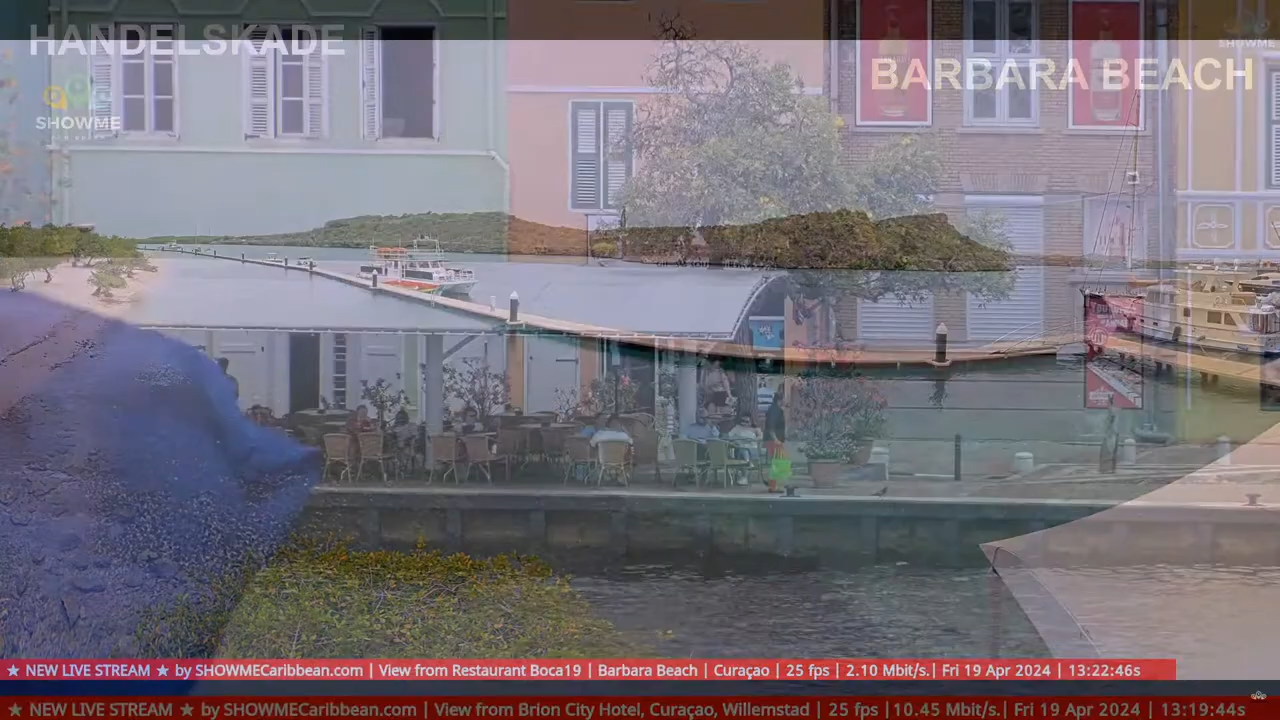 HANDELSKADE
SHOWME
BARBARA BEACH
SHOWME
★ NEW LIVE STREAM ★ by SHOWMECaribbean.com | View from Restaurant Boca19 | Barbara Beach | Curaçao | 25 fps | 2.10 Mbit/s.| Fri 19 Apr 2024 | 13:22:46s
★ NEW LIVE STREAM ★ by SHOWMECaribbean.com | View from Brion City Hotel, Curaçao, Willemstad | 25 fps |10.45 Mbit/s.| Fri 19 Apr 2024 | 13:19:44s